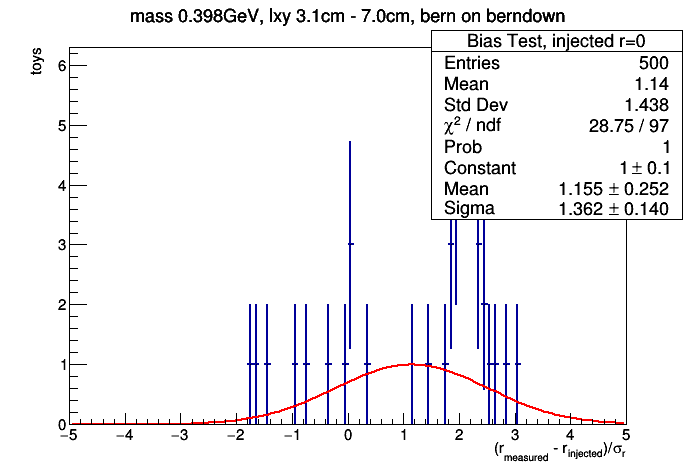 mass 0.398GeV, lxy 3.1cm - 7.0cm, bern on berndown
Bias Test, injected r=0
Entries 500
Mean 1.14
Std Dev 1.438
χ² / ndf 28.75 / 97
Prob 1
Constant 1 ± 0.1
Mean 1.155 ± 0.252
Sigma 1.362 ± 0.140
toys
6
5
4
3
2
1
0
−5 −4 −3 −2 −1 0 1 2 3 4 5
(r_measured - r_injected)/σ_r